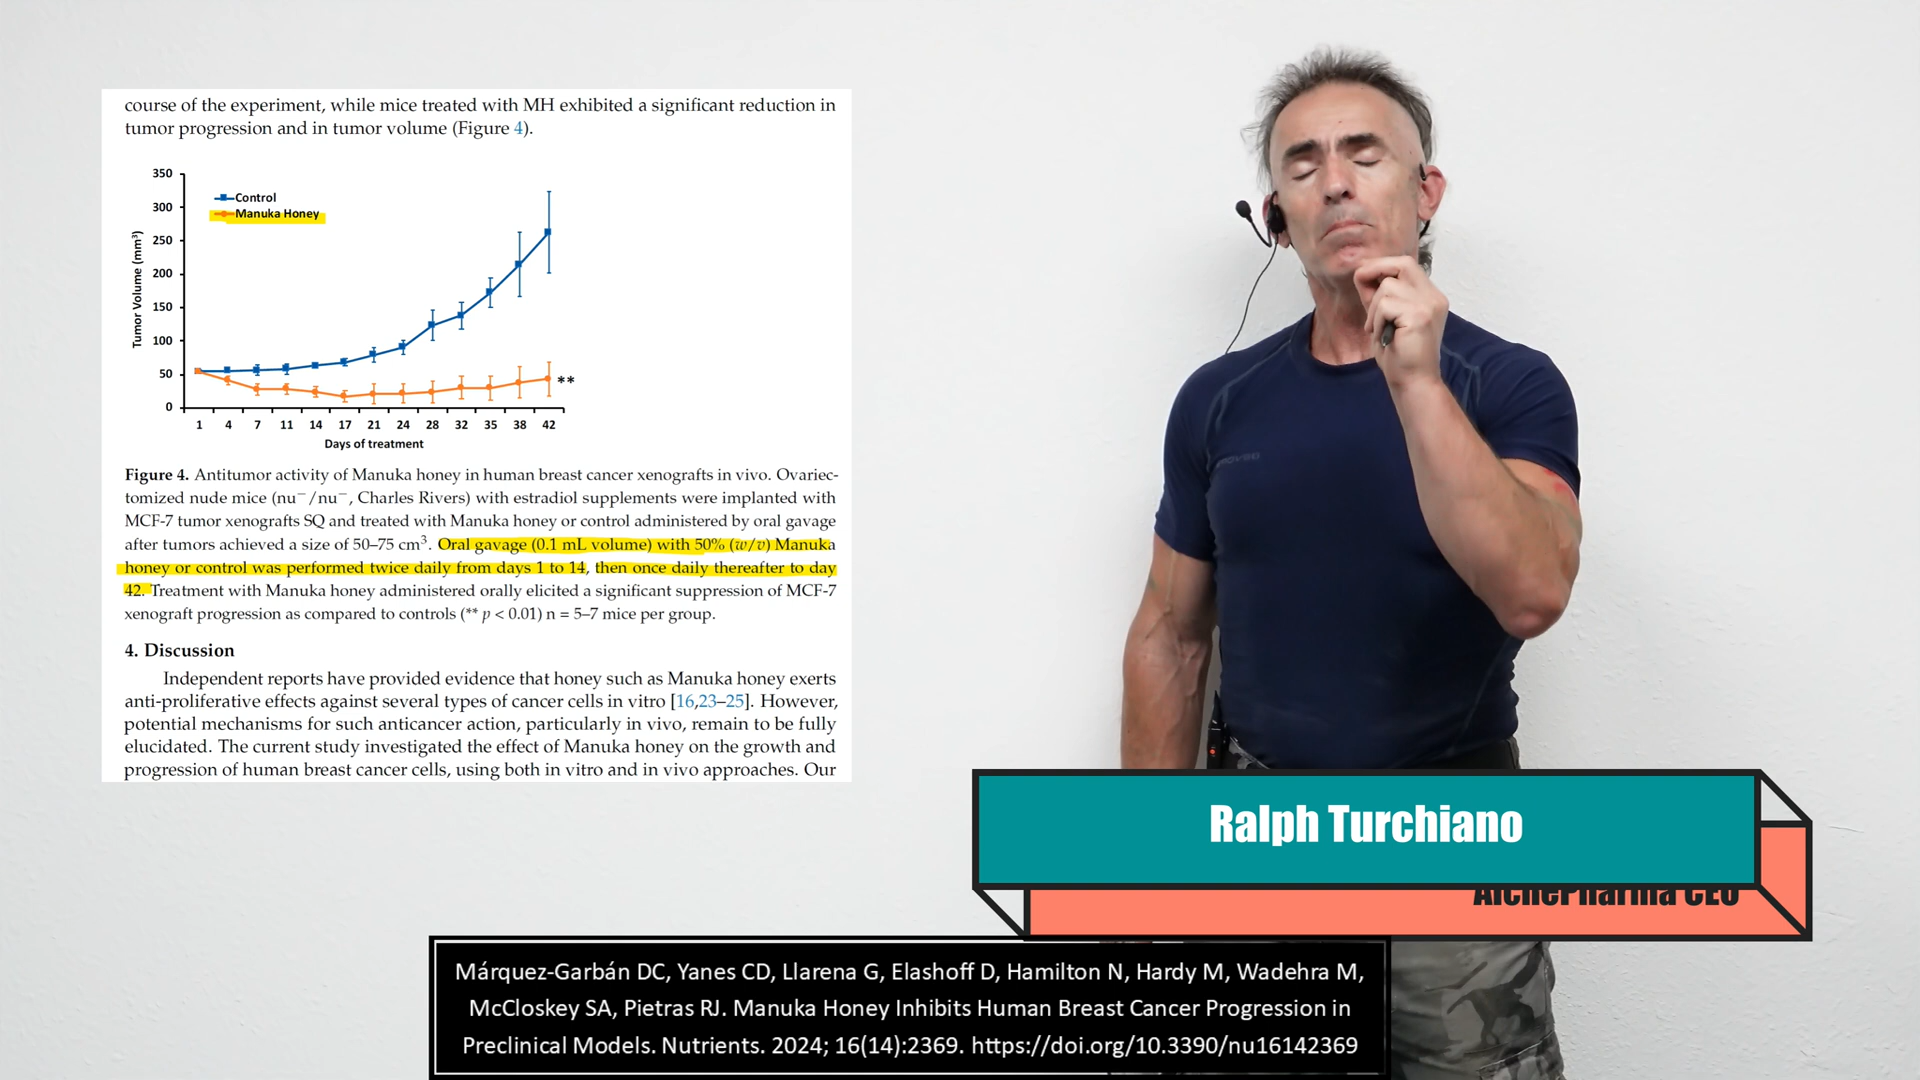 course of the experiment, while mice treated with MH exhibited a significant reduction in
tumor progression and in tumor volume (Figure 4).
350
300
250
200
150
100
50
0
Tumor Volume (mm³)
Control
Manuka Honey
**
1 4 7 11 14 17 21 24 28 32 35 38 42
Days of treatment
Figure 4. Antitumor activity of Manuka honey in human breast cancer xenografts in vivo. Ovariec-
tomized nude mice (nu⁻/nu⁻, Charles Rivers) with estradiol supplements were implanted with
MCF-7 tumor xenografts SQ and treated with Manuka honey or control administered by oral gavage
after tumors achieved a size of 50–75 cm³. Oral gavage (0.1 mL volume) with 50% (w/v) Manuka
honey or control was performed twice daily from days 1 to 14, then once daily thereafter to day
42. Treatment with Manuka honey administered orally elicited a significant suppression of MCF-7
xenograft progression as compared to controls (** p < 0.01) n = 5–7 mice per group.
4. Discussion
Independent reports have provided evidence that honey such as Manuka honey exerts
anti-proliferative effects against several types of cancer cells in vitro [16,23–25]. However,
potential mechanisms for such anticancer action, particularly in vivo, remain to be fully
elucidated. The current study investigated the effect of Manuka honey on the growth and
progression of human breast cancer cells, using both in vitro and in vivo approaches. Our
Ralph Turchiano
AlchePharma CEO
Márquez-Garbán DC, Yanes CD, Llarena G, Elashoff D, Hamilton N, Hardy M, Wadehra M,
McCloskey SA, Pietras RJ. Manuka Honey Inhibits Human Breast Cancer Progression in
Preclinical Models. Nutrients. 2024; 16(14):2369. https://doi.org/10.3390/nu16142369